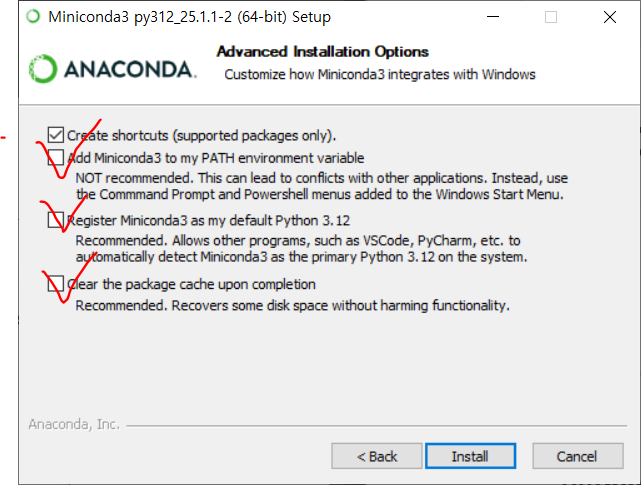 Miniconda3 py312_25.1.1-2 (64-bit) Setup
Advanced Installation Options
ANACONDA.
Customize how Miniconda3 integrates with Windows
Create shortcuts (supported packages only).
Add Miniconda3 to my PATH environment variable
NOT recommended. This can lead to conflicts with other applications. Instead, use
the Commmand Prompt and Powershell menus added to the Windows Start Menu.
Register Miniconda3 as my default Python 3.12
Recommended. Allows other programs, such as VSCode, PyCharm, etc. to
automatically detect Miniconda3 as the primary Python 3.12 on the system.
Clear the package cache upon completion
Recommended. Recovers some disk space without harming functionality.
Anaconda, Inc.
< Back
Install
Cancel